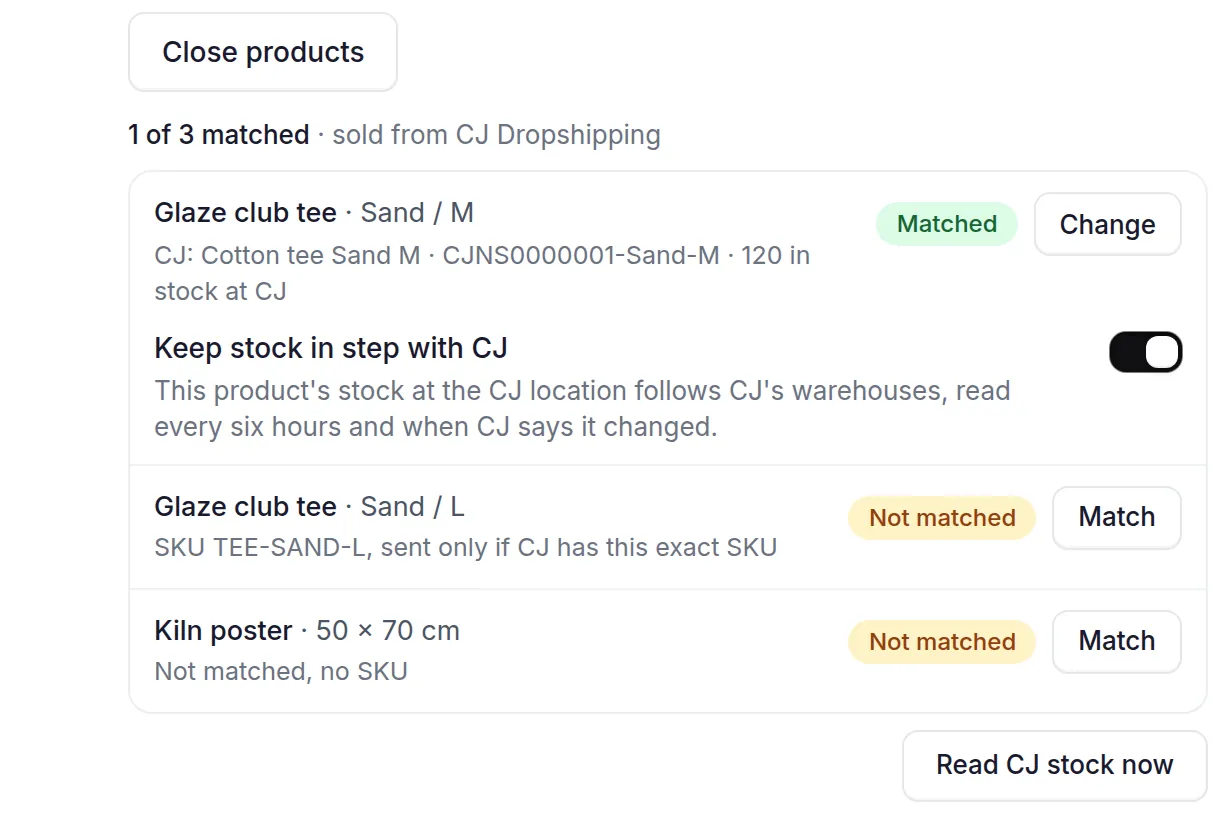 Close products
1 of 3 matched · sold from CJ Dropshipping
Glaze club tee · Sand / M
Matched
Change
CJ: Cotton tee Sand M · CJNS0000001-Sand-M · 120 in
stock at CJ
Keep stock in step with CJ
This product's stock at the CJ location follows CJ's warehouses, read
every six hours and when CJ says it changed.
Glaze club tee · Sand / L
Not matched
Match
SKU TEE-SAND-L, sent only if CJ has this exact SKU
Kiln poster · 50 × 70 cm
Not matched
Match
Not matched, no SKU
Read CJ stock now